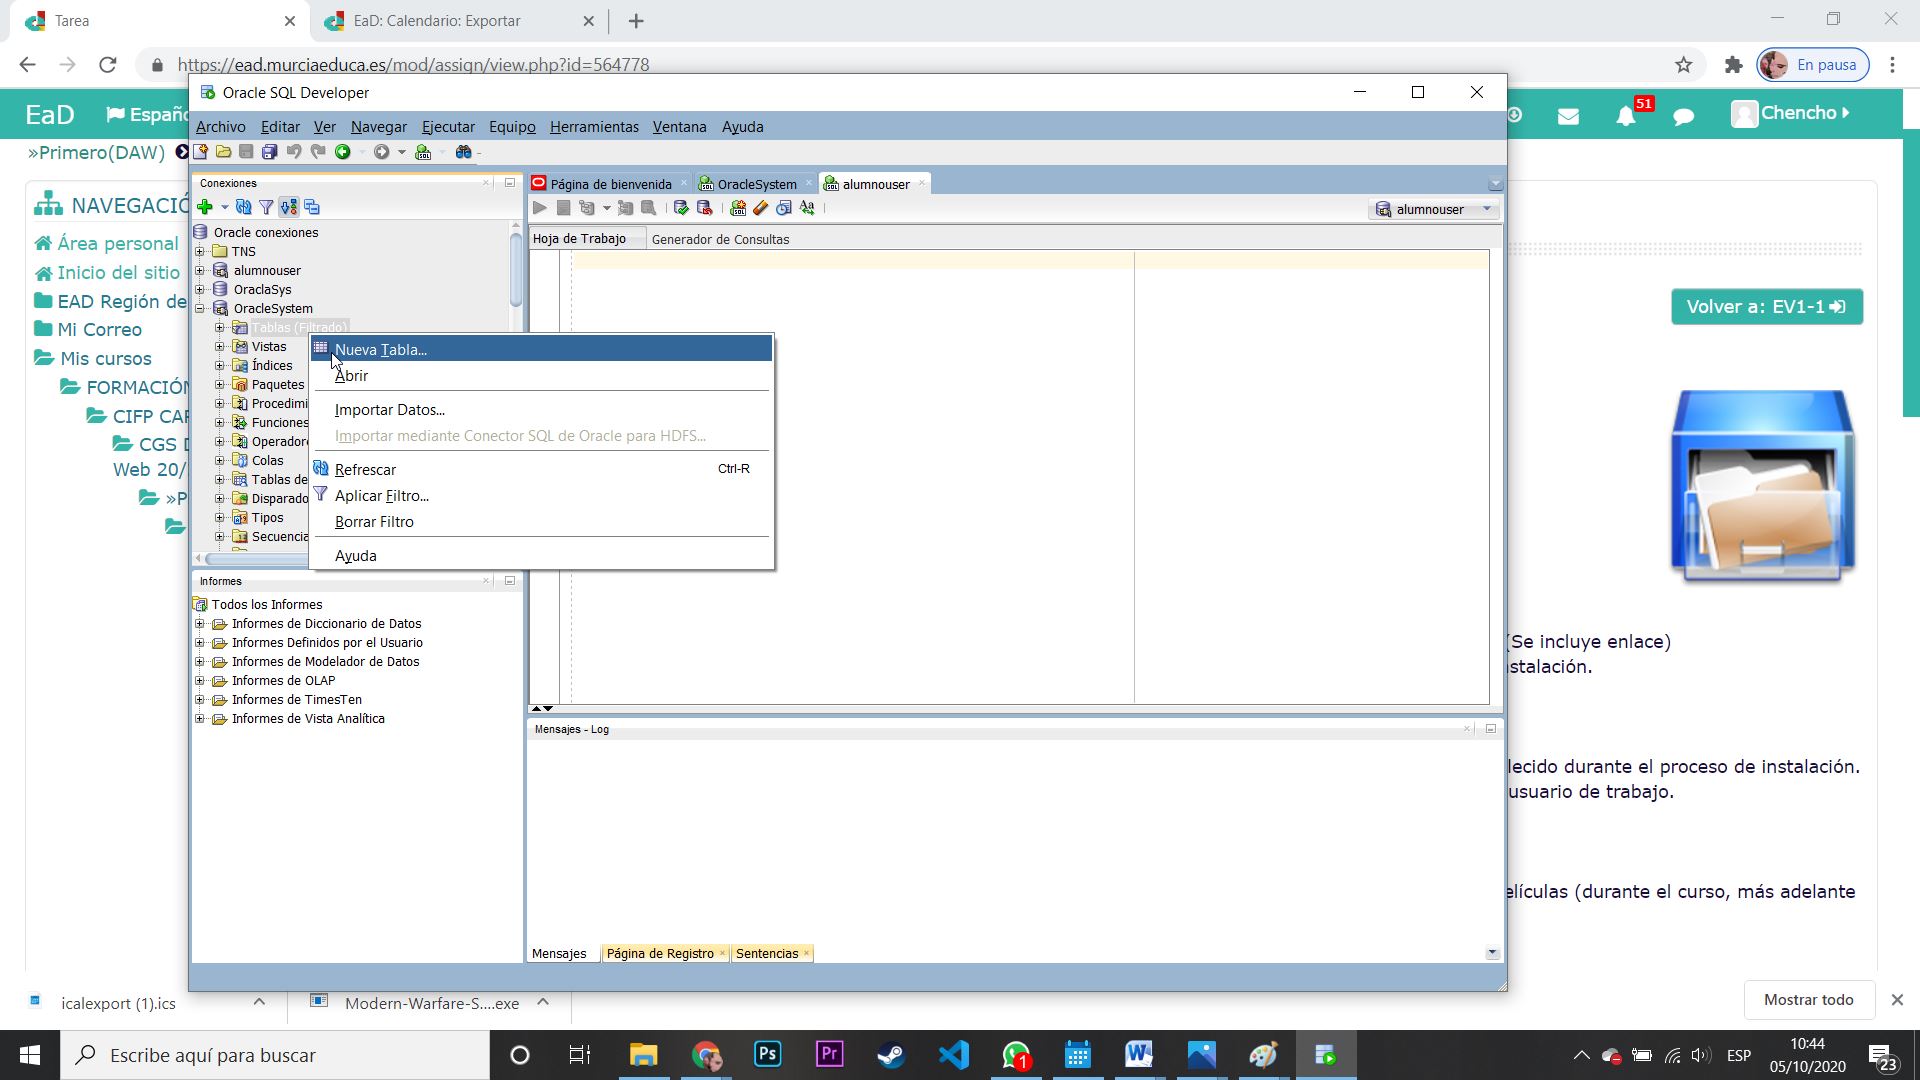 Tarea
EaD: Calendario: Exportar
https://ead.murciaeduca.es/mod/assign/view.php?id=564778
En pausa
EaD
Españo
51
Chencho
»Primero(DAW)
NAVEGACIÓ
Área personal
Inicio del sitio
EAD Región de
Mi Correo
Mis cursos
FORMACIÓN
CIFP CAR
CGS D
Web 20/
»P
Oracle SQL Developer
Archivo Editar Ver Navegar Ejecutar Equipo Herramientas Ventana Ayuda
Conexiones
Oracle conexiones
TNS
alumnouser
OraclaSys
OracleSystem
Tablas (Filtrado)
Vistas
Índices
Paquetes
Procedimi
Funciones
Operadore
Colas
Tablas de
Disparado
Tipos
Secuencia
Nueva Tabla...
Abrir
Importar Datos...
Importar mediante Conector SQL de Oracle para HDFS...
Refrescar Ctrl-R
Aplicar Filtro...
Borrar Filtro
Ayuda
Informes
Todos los Informes
Informes de Diccionario de Datos
Informes Definidos por el Usuario
Informes de Modelador de Datos
Informes de OLAP
Informes de TimesTen
Informes de Vista Analítica
Página de bienvenida
OracleSystem
alumnouser
alumnouser
Hoja de Trabajo
Generador de Consultas
Mensajes - Log
Mensajes
Página de Registro
Sentencias
Volver a: EV1-1
(Se incluye enlace)
stalación.
lecido durante el proceso de instalación.
usuario de trabajo.
elículas (durante el curso, más adelante
icalexport (1).ics
Modern-Warfare-S....exe
Mostrar todo
Escribe aquí para buscar
Ps
Pr
1
ESP
10:44
05/10/2020
23